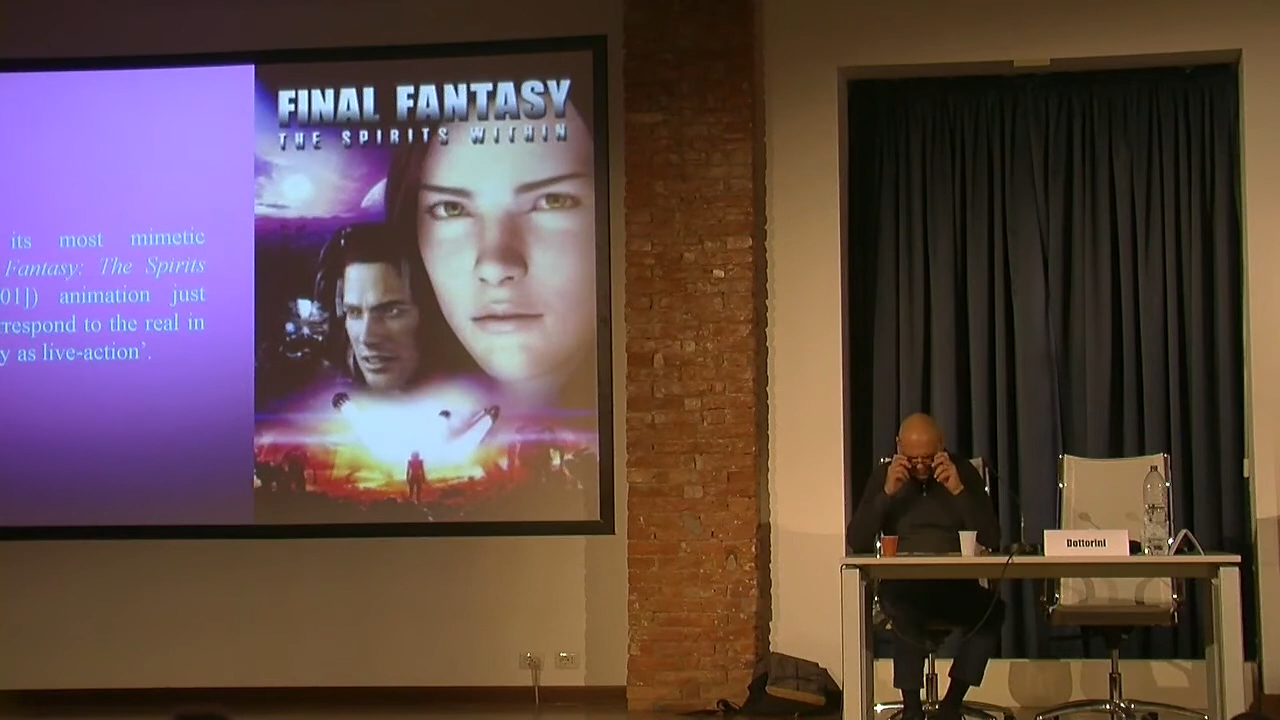 its most mimetic
Fantasy: The Spirits
01]) animation just
rrespond to the real in
y as live-action’.
FINAL FANTASY
THE SPIRITS WITHIN
Dottorini